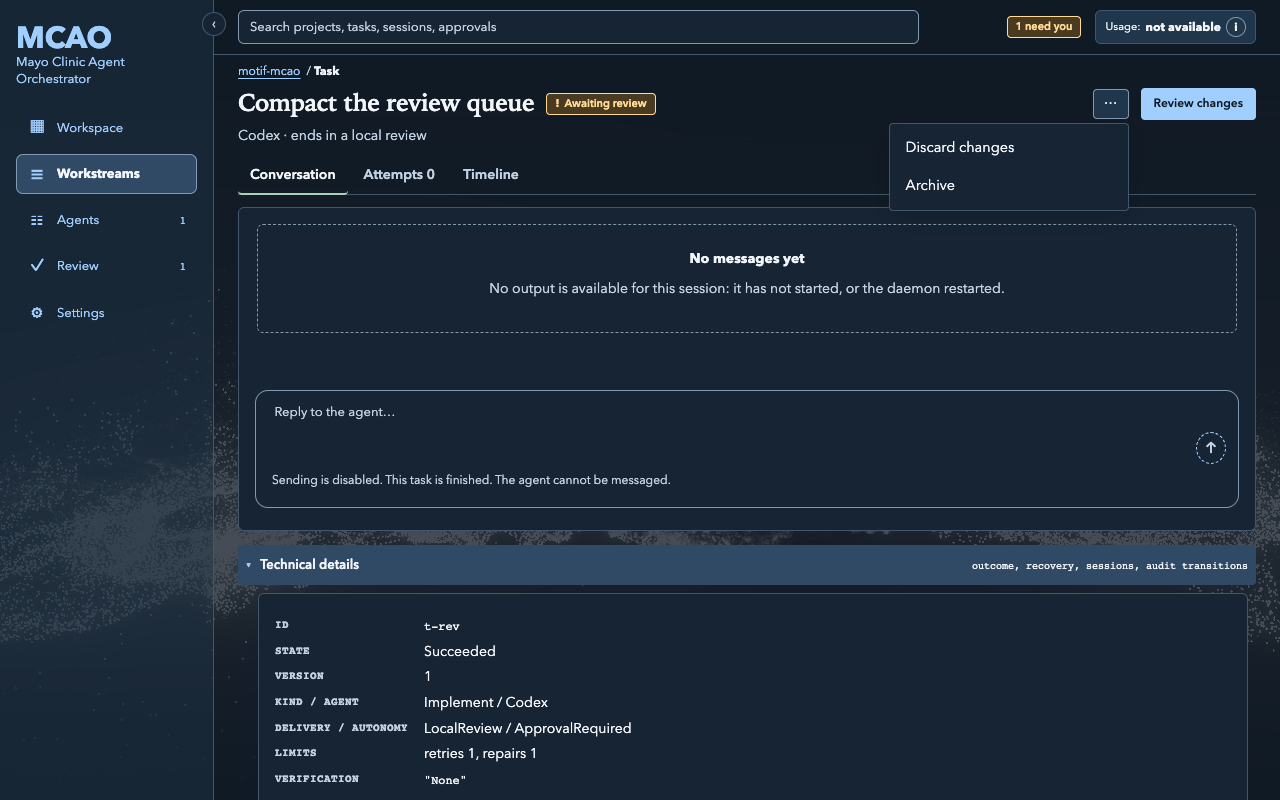 MCAO
Mayo Clinic Agent
Orchestrator
Workspace
Workstreams
Agents 1
Review 1
Settings
Search projects, tasks, sessions, approvals
1 need you
Usage: not available i
motif-mcao / Task
Compact the review queue
! Awaiting review
Codex · ends in a local review
···
Review changes
Discard changes
Archive
Conversation
Attempts 0
Timeline
No messages yet
No output is available for this session: it has not started, or the daemon restarted.
Reply to the agent…
Sending is disabled. This task is finished. The agent cannot be messaged.
Technical details
outcome, recovery, sessions, audit transitions
ID t-rev
STATE Succeeded
VERSION 1
KIND / AGENT Implement / Codex
DELIVERY / AUTONOMY LocalReview / ApprovalRequired
LIMITS retries 1, repairs 1
VERIFICATION "None"